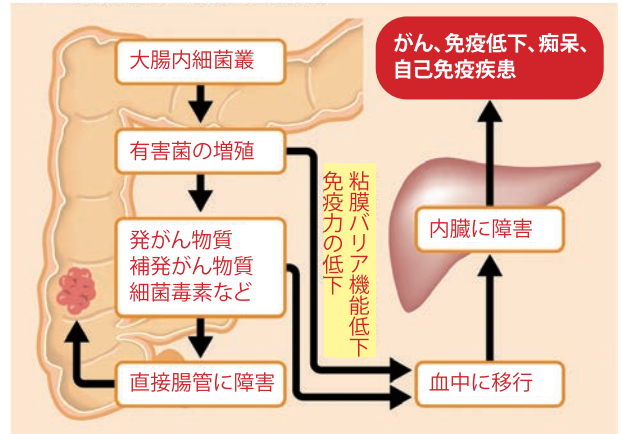 大腸内細菌叢
有害菌の増殖
発がん物質
補発がん物質
細菌毒素など
直接腸管に障害
粘膜バリア機能低下
免疫力の低下
血中に移行
内臓に障害
がん、免疫低下、痴呆、
自己免疫疾患